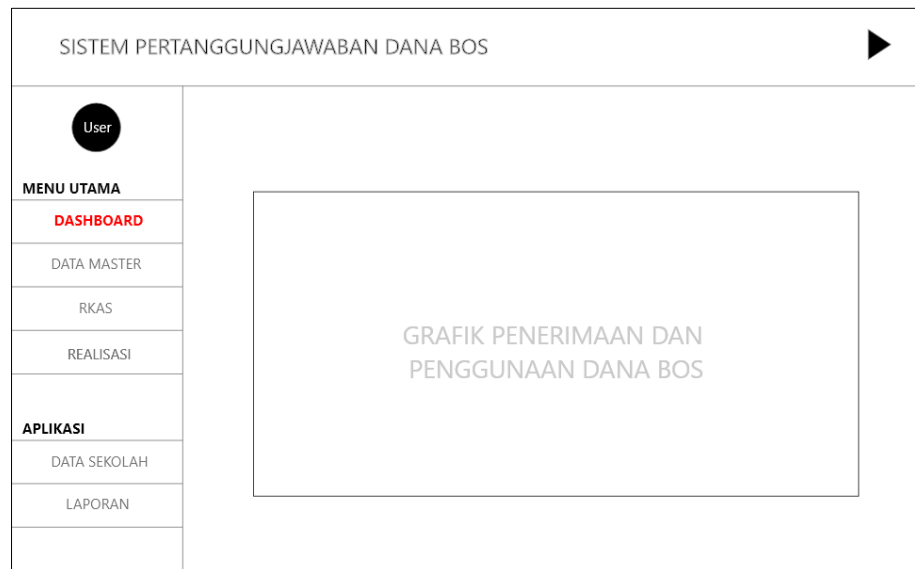 SISTEM PERTANGGUNGJAWABAN DANA BOS
User
MENU UTAMA
DASHBOARD
DATA MASTER
RKAS
REALISASI
APLIKASI
DATA SEKOLAH
LAPORAN
GRAFIK PENERIMAAN DAN
PENGGUNAAN DANA BOS